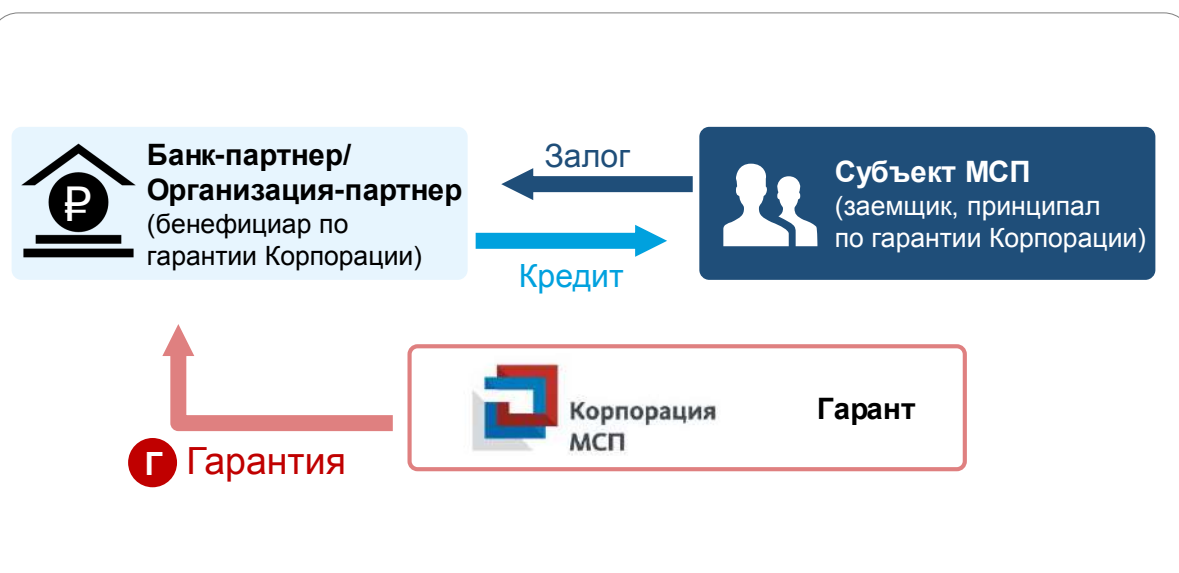 Банк-партнер/
Организация-партнер
(бенефициар по
гарантии Корпорации)
Залог
Кредит
Субъект МСП
(заемщик, принципал
по гарантии Корпорации)
Корпорация
МСП
Гарант
Г Гарантия